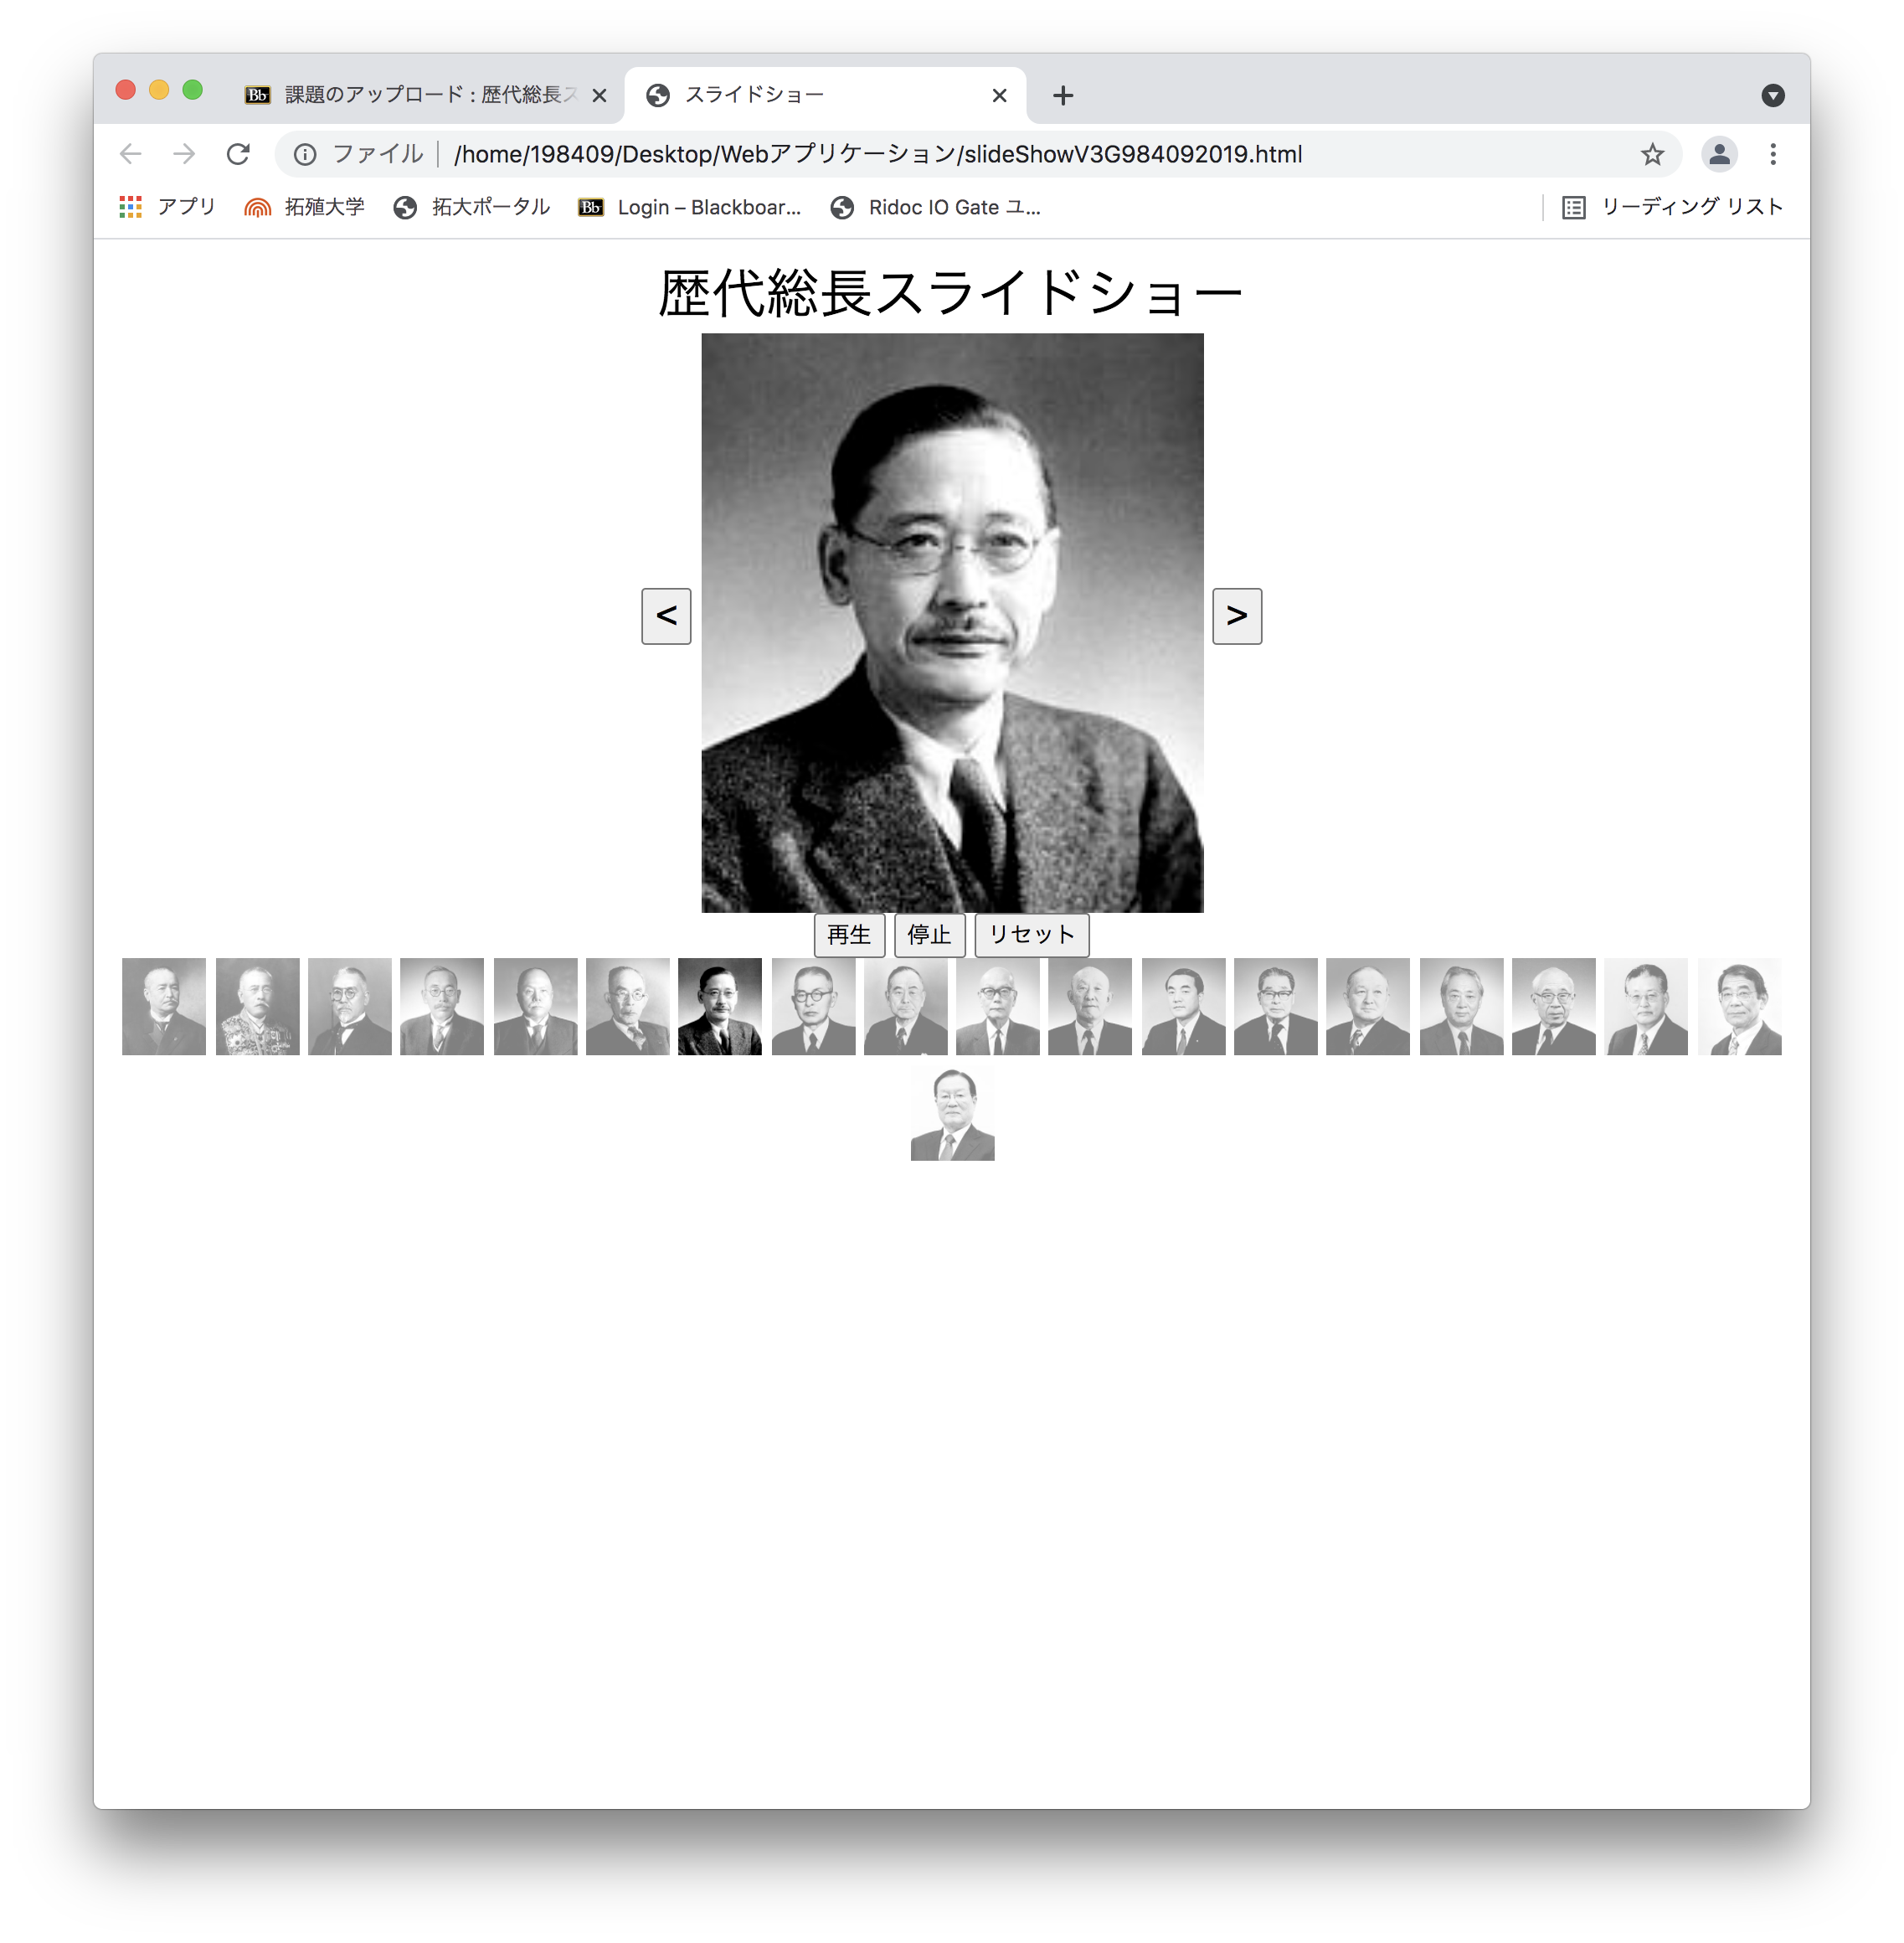 課題のアップロード : 歴代総長ス
スライドショー
ファイル /home/198409/Desktop/Webアプリケーション/slideShowV3G984092019.html
アプリ 拓殖大学 拓大ポータル Bb Login – Blackboar... Ridoc IO Gate ユ... リーディング リスト
歴代総長スライドショー
< >
再生 停止 リセット